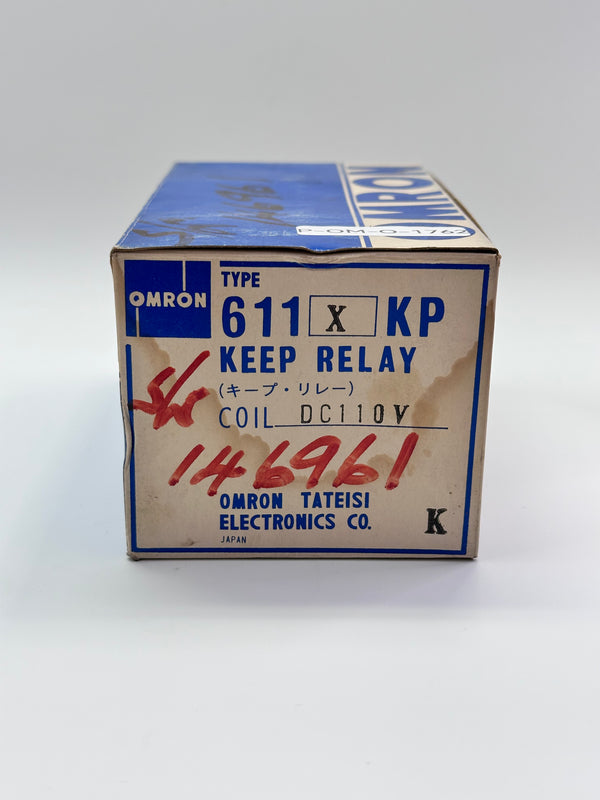 OMRON
P-OM-O-1762
OMRON
TYPE
611 X KP
KEEP RELAY
(キープ・リレー)
COIL DC110V
146961
OMRON TATEISI
ELECTRONICS CO.
K
JAPAN